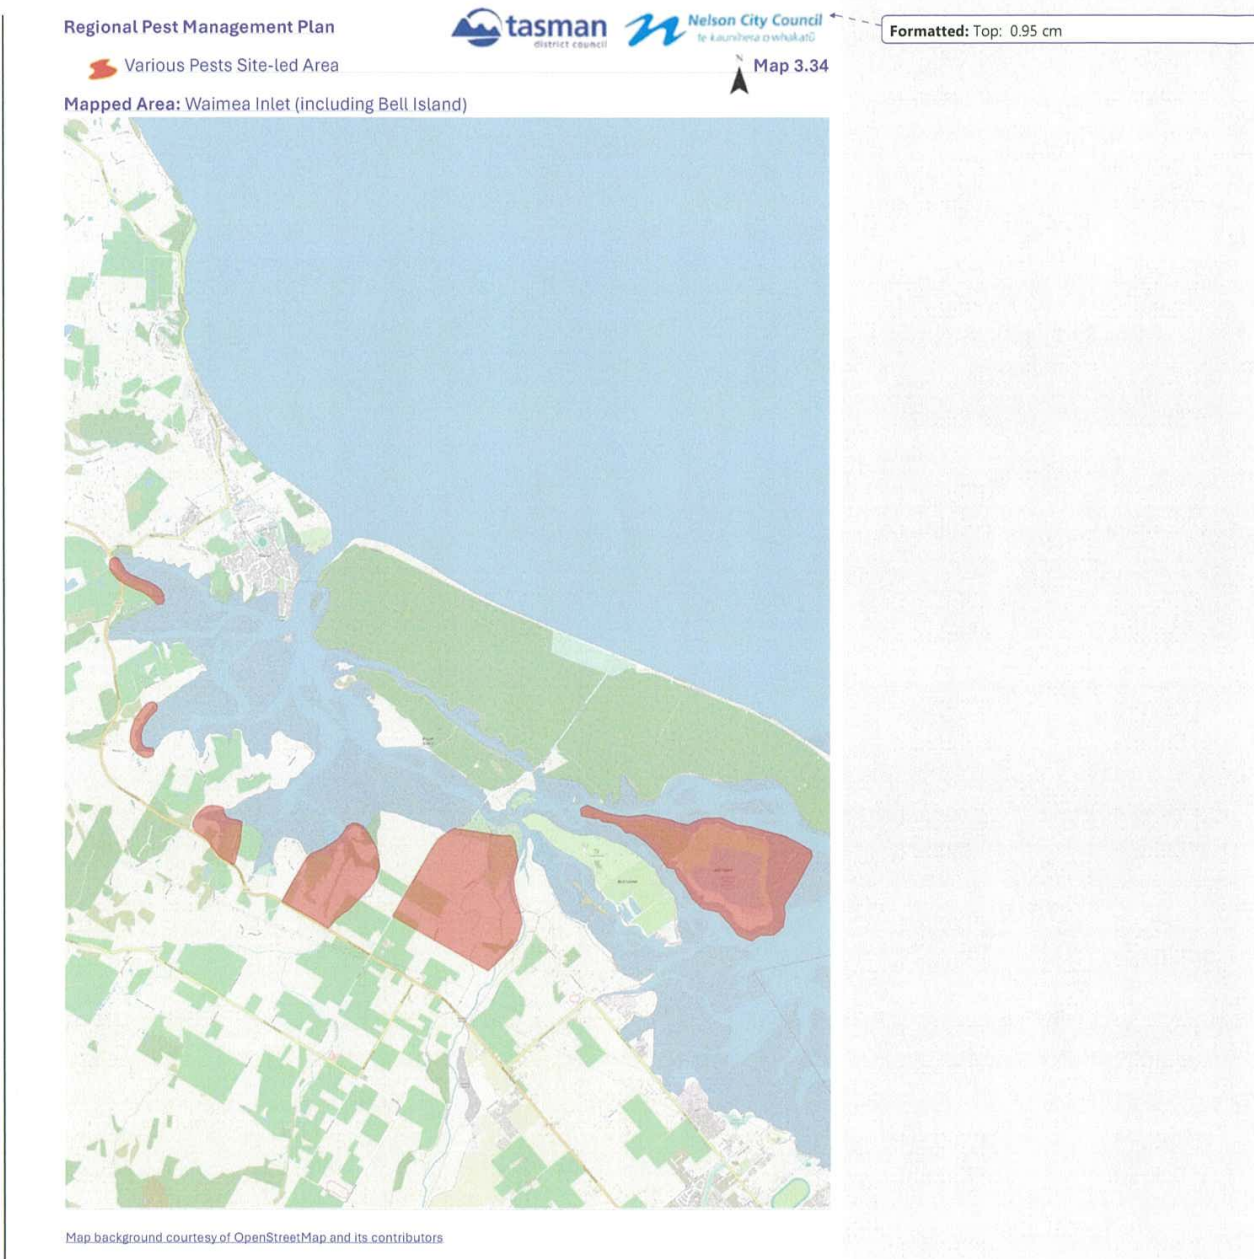 Regional Pest Management Plan
tasman
district council
Nelson City Council
te kaunihera o whakatū
Formatted: Top: 0.95 cm
Various Pests Site-led Area
N
Map 3.34
Mapped Area: Waimea Inlet (including Bell Island)
Map background courtesy of OpenStreetMap and its contributors